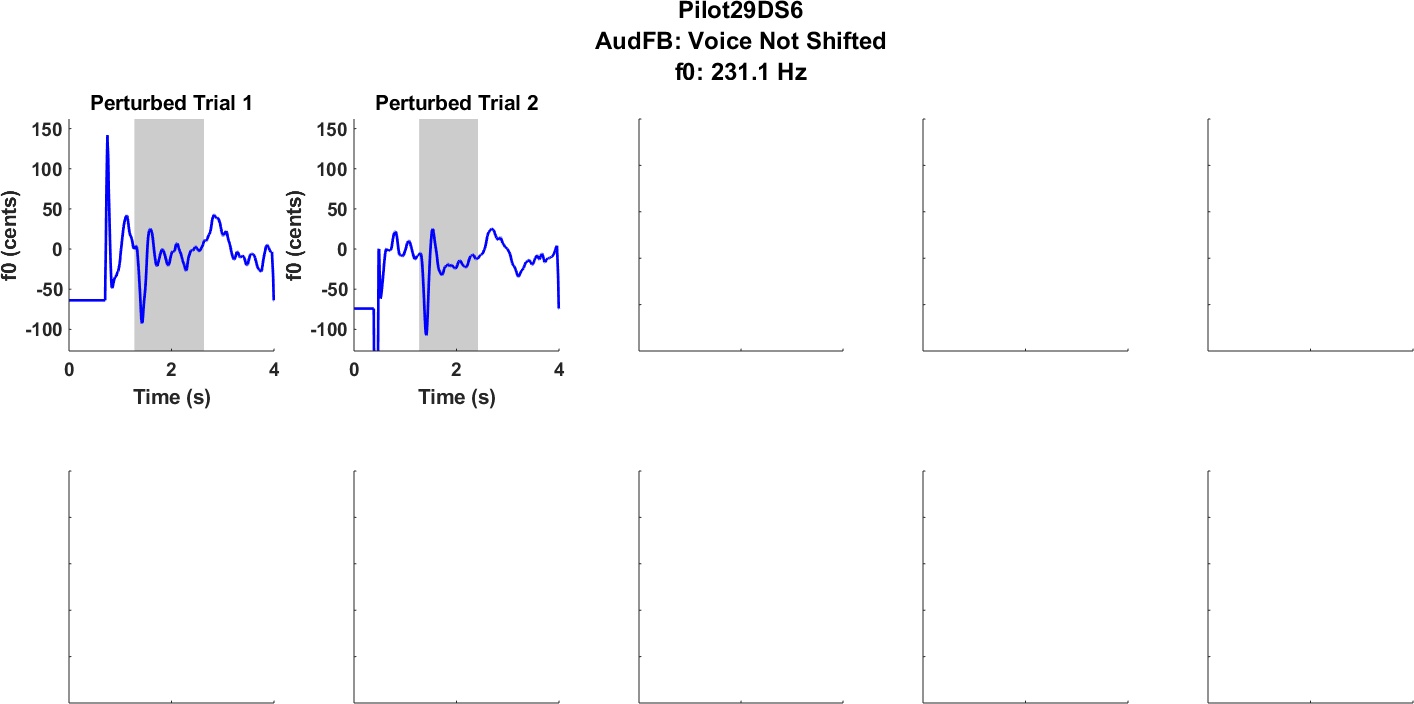 Pilot29DS6
AudFB: Voice Not Shifted
f0: 231.1 Hz
Perturbed Trial 1
150
100
50
0
-50
-100
f0 (cents)
0 2 4
Time (s)
Perturbed Trial 2
150
100
50
0
-50
-100
f0 (cents)
0 2 4
Time (s)